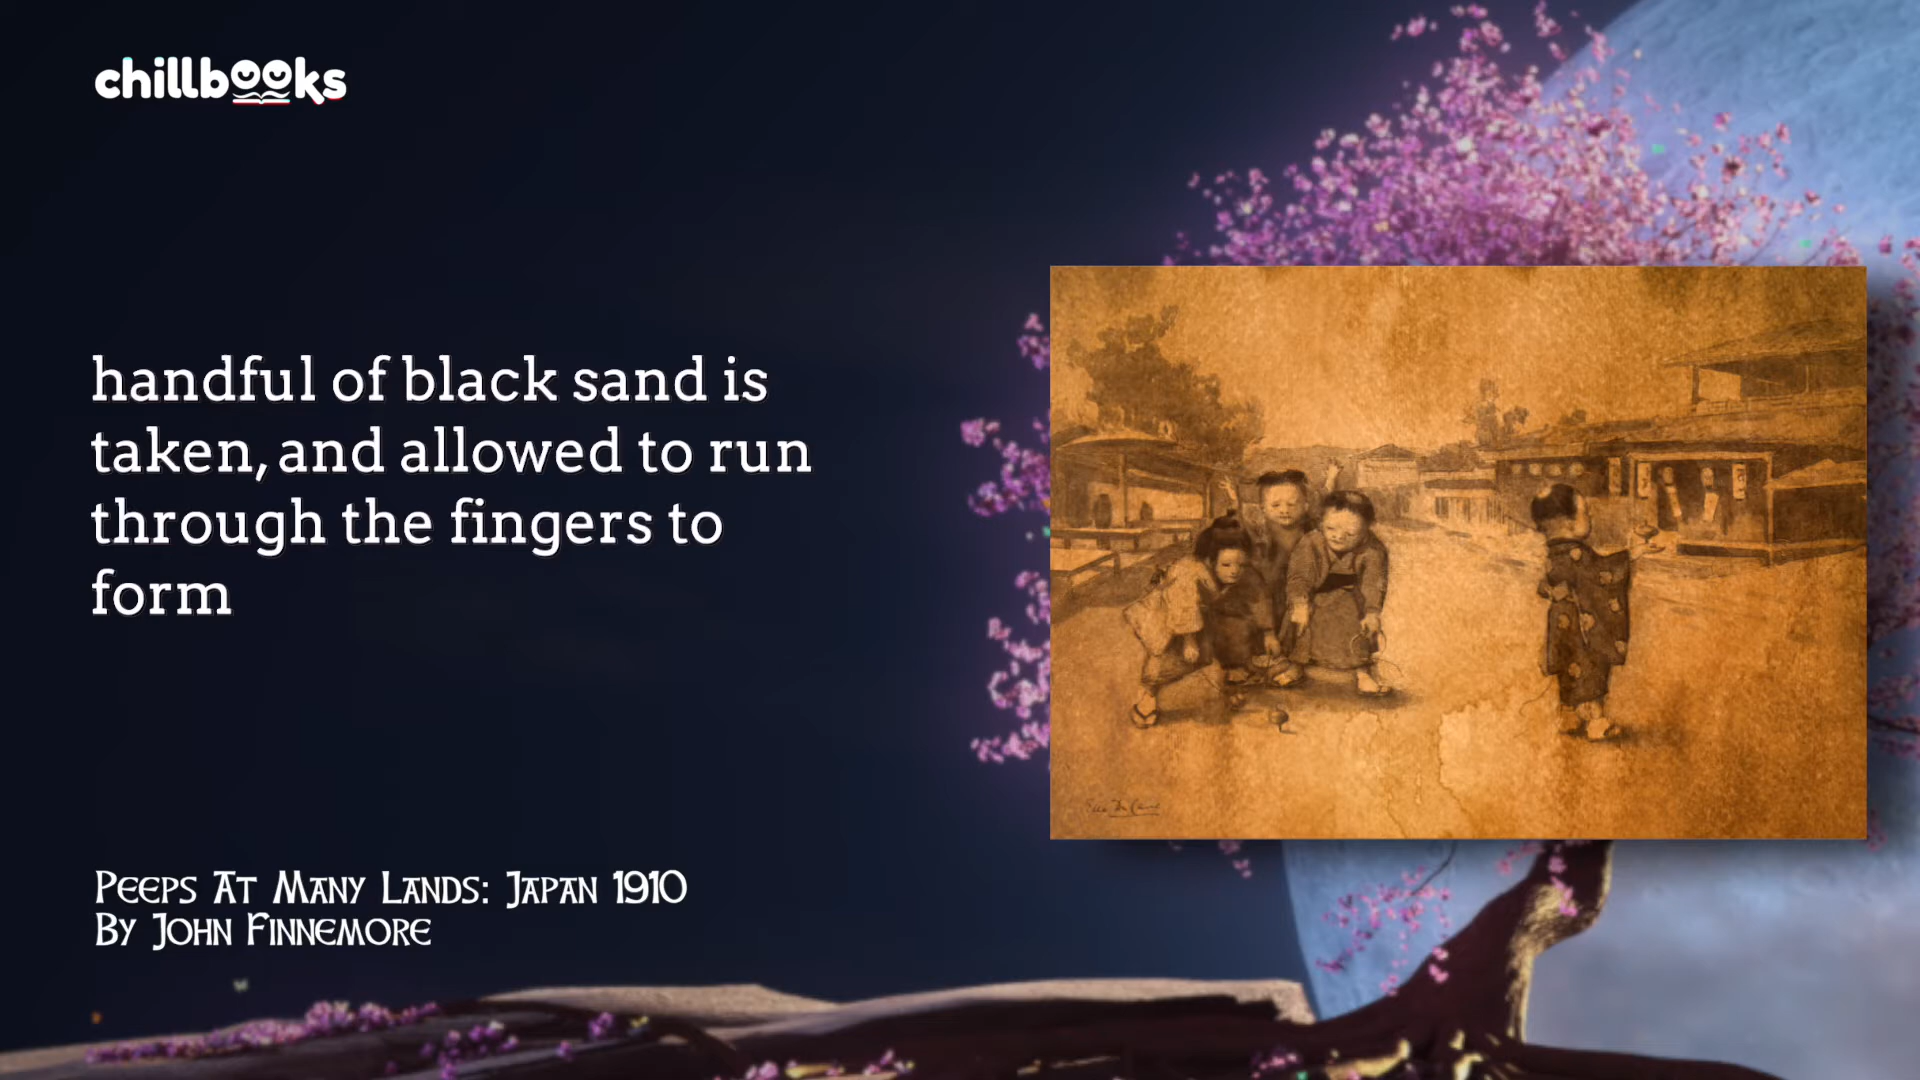 chillbooks
handful of black sand is
taken, and allowed to run
through the fingers to
form
Peeps At Many Lands: Japan 1910
By John Finnemore